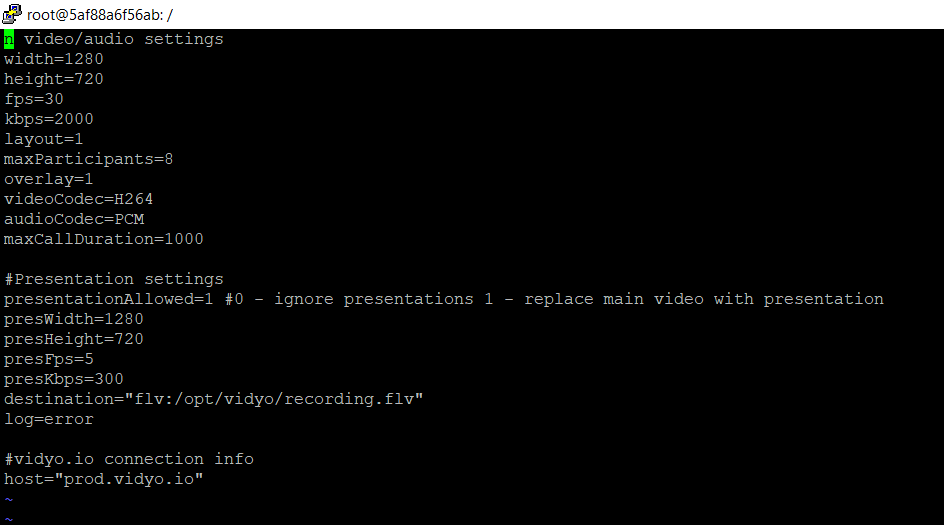 root@5af88a6f56ab: /
n video/audio settings
width=1280
height=720
fps=30
kbps=2000
layout=1
maxParticipants=8
overlay=1
videoCodec=H264
audioCodec=PCM
maxCallDuration=1000
#Presentation settings
presentationAllowed=1 #0 - ignore presentations 1 - replace main video with presentation
presWidth=1280
presHeight=720
presFps=5
presKbps=300
destination="flv:/opt/vidyo/recording.flv"
log=error
#vidyo.io connection info
host="prod.vidyo.io"
~
~